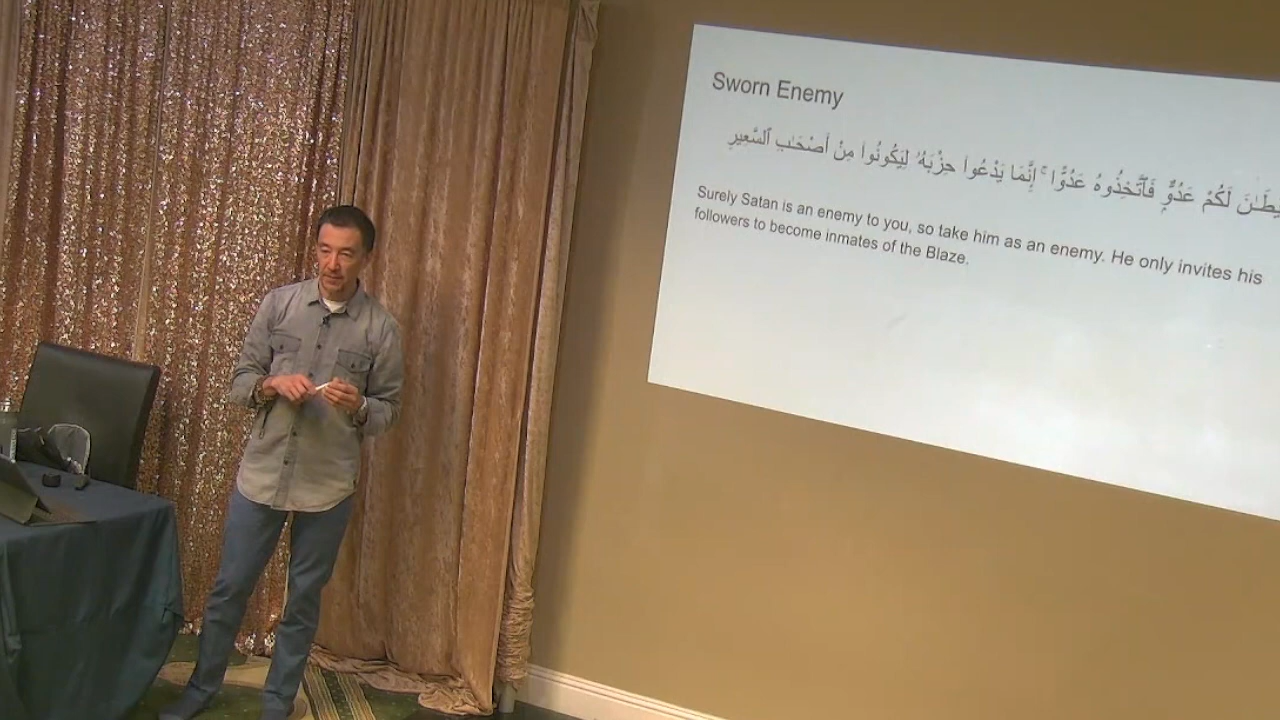 Sworn Enemy
لَكُمْ عَدُوٌّ فَٱتَّخِذُوهُ عَدُوًّا ۚ إِنَّمَا يَدْعُوا۟ حِزْبَهُۥ لِيَكُونُوا۟ مِنْ أَصْحَـٰبِ ٱلسَّعِيرِ
Surely Satan is an enemy to you, so take him as an enemy. He only invites his
followers to become inmates of the Blaze.